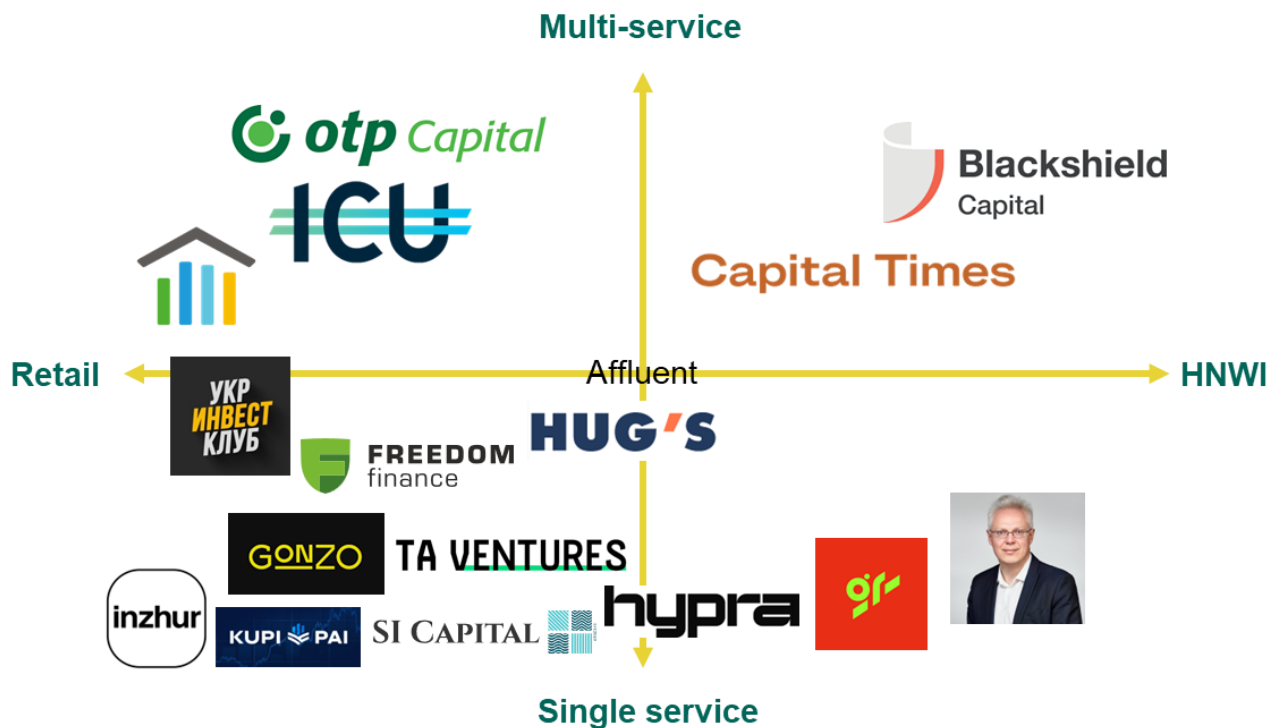 Multi-service
otp Capital
ICU
Blackshield
Capital
Capital Times
Retail
Affluent
HNWI
УКР
ИНВЕСТ
КЛУБ
HUG'S
FREEDOM
finance
GONZO
TA VENTURES
inzhur
KUPI PAI
SI CAPITAL
hypra
gr
Single service